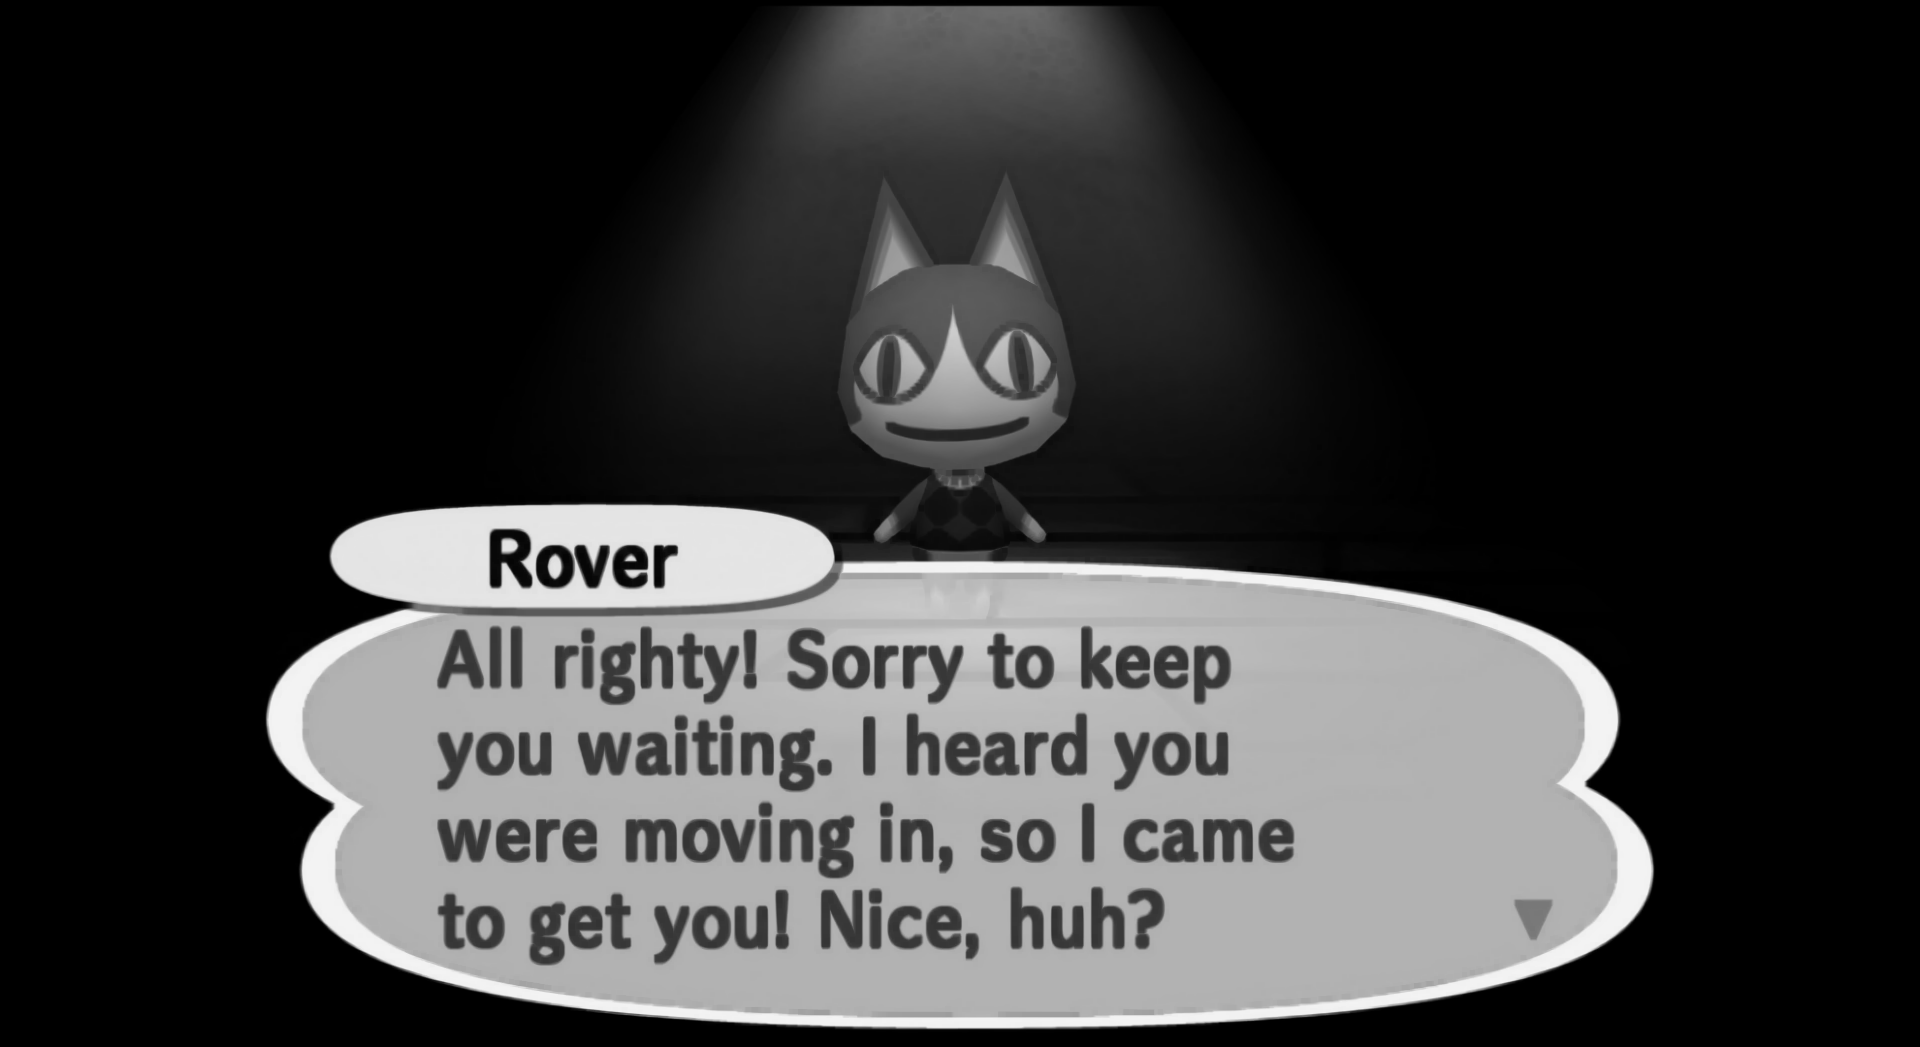 Rover
All righty! Sorry to keep
you waiting. I heard you
were moving in, so I came
to get you! Nice, huh?